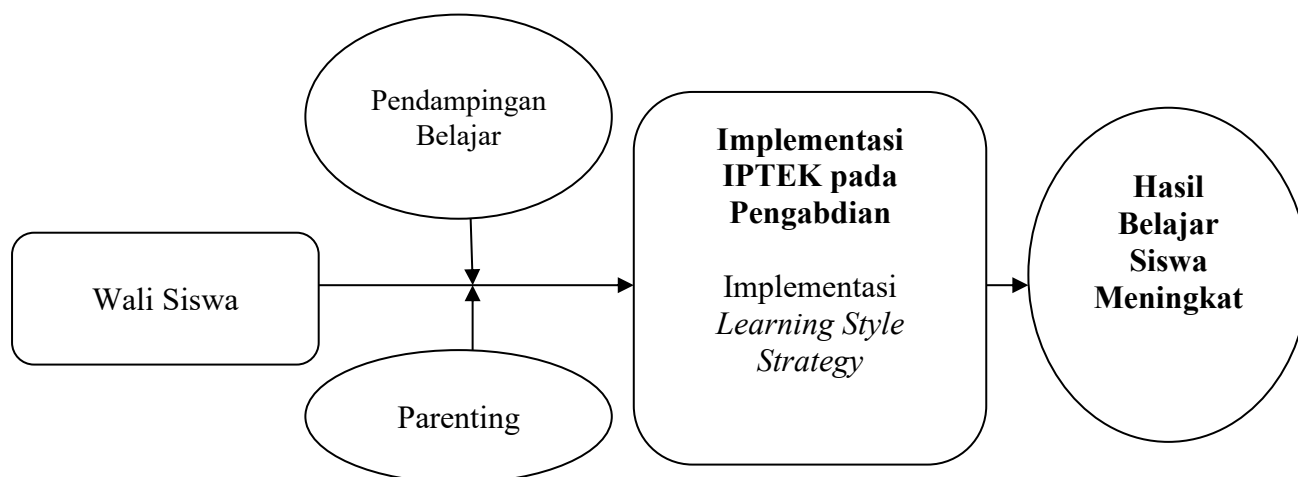 Pendampingan
Belajar
Wali Siswa
Parenting
Implementasi
IPTEK pada
Pengabdian
Implementasi
Learning Style
Strategy
Hasil
Belajar
Siswa
Meningkat